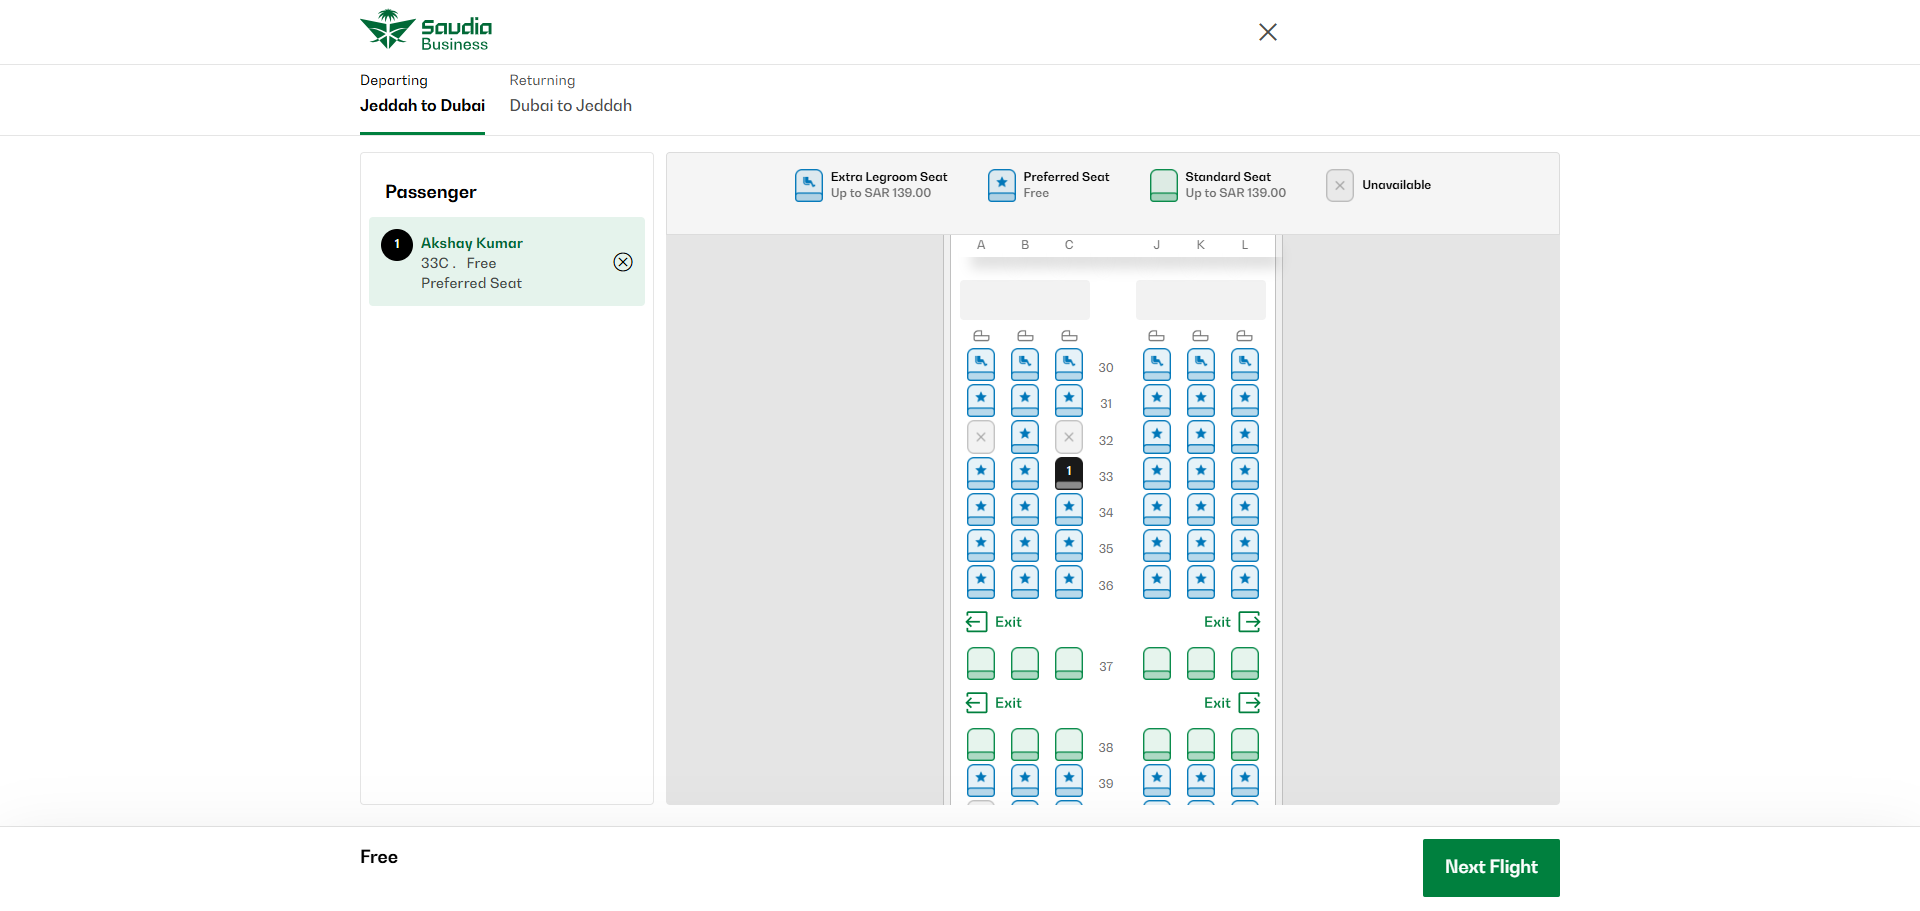 Saudia
Business
Departing
Jeddah to Dubai
Returning
Dubai to Jeddah
Passenger
1
Akshay Kumar
33C . Free
Preferred Seat
Extra Legroom Seat
Up to SAR 139.00
Preferred Seat
Free
Standard Seat
Up to SAR 139.00
Unavailable
A B C J K L
30
31
32
1 33
34
35
36
Exit Exit
37
Exit Exit
38
39
Free
Next Flight